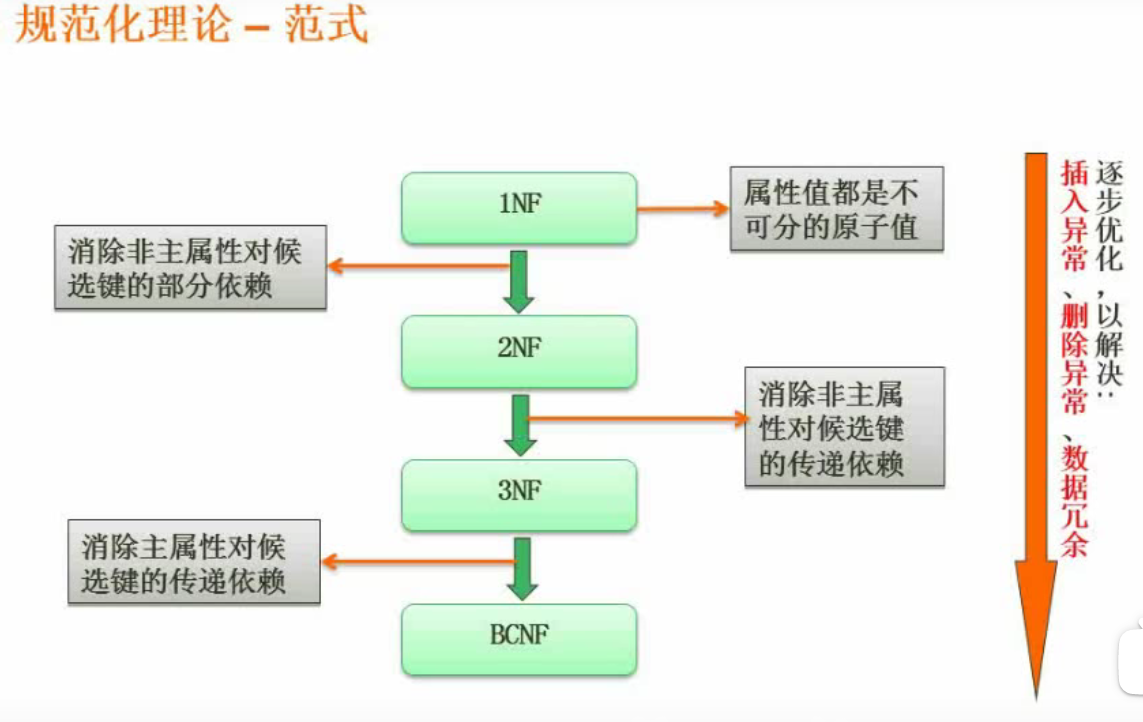 规范化理论 – 范式
1NF
属性值都是不
可分的原子值
消除非主属性对候
选键的部分依赖
2NF
消除非主属
性对候选键
的传递依赖
3NF
消除主属性对候
选键的传递依赖
BCNF
逐步优化，以解决：
插入异常、删除异常、数据冗余